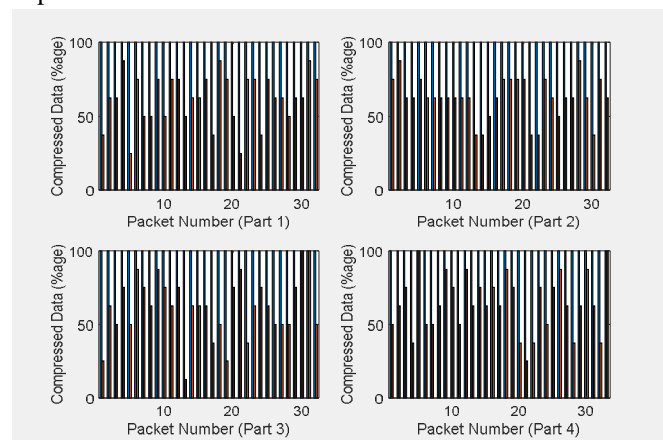 100
50
0
Compressed Data (%age)
10 20 30
Packet Number (Part 1)
100
50
0
Compressed Data (%age)
10 20 30
Packet Number (Part 2)
100
50
0
Compressed Data (%age)
10 20 30
Packet Number (Part 3)
100
50
0
Compressed Data (%age)
10 20 30
Packet Number (Part 4)